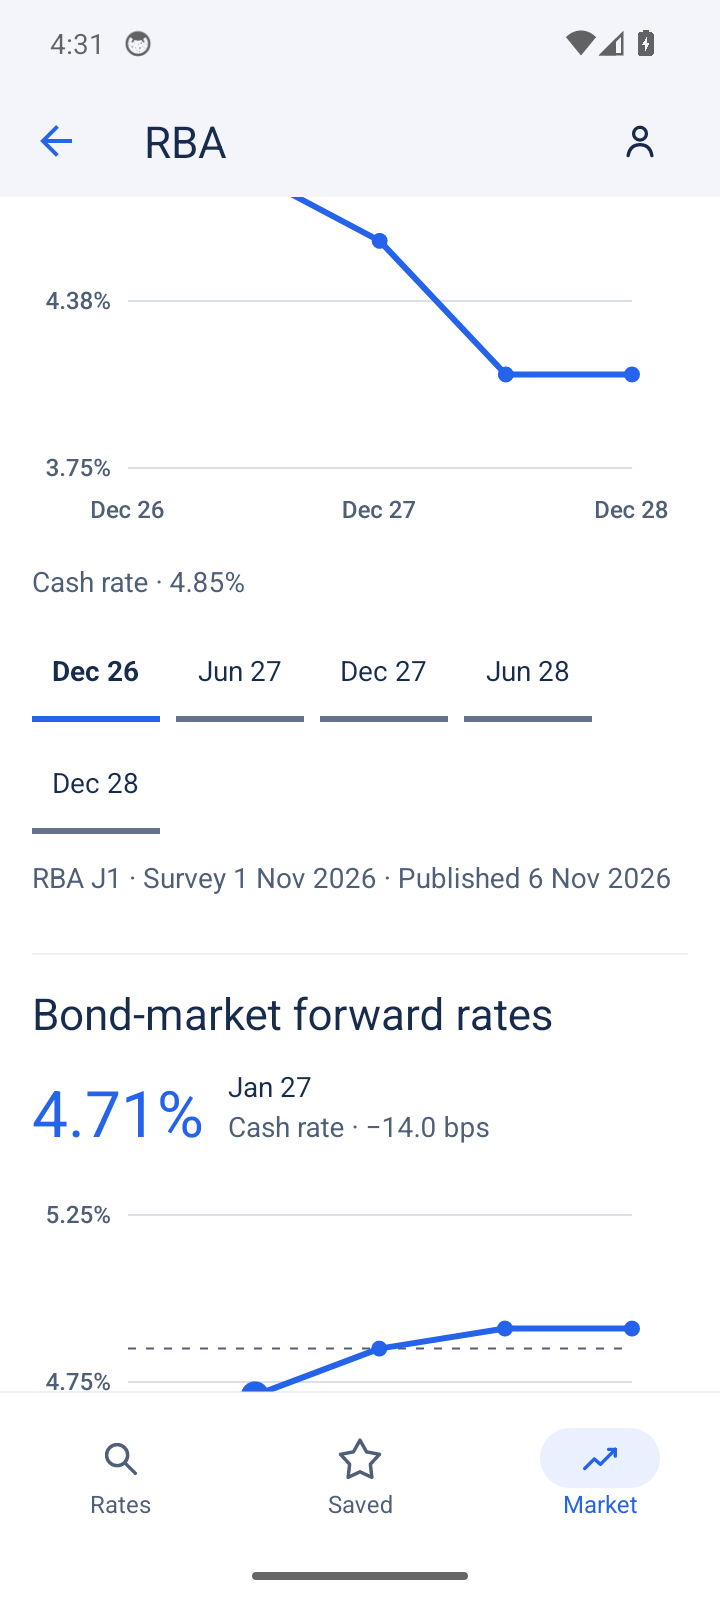 4:31
RBA
4.38%
3.75%
Dec 26 Dec 27 Dec 28
Cash rate · 4.85%
Dec 26 Jun 27 Dec 27 Jun 28
Dec 28
RBA J1 · Survey 1 Nov 2026 · Published 6 Nov 2026
Bond-market forward rates
4.71% Jan 27
Cash rate · −14.0 bps
5.25%
4.75%
Rates Saved Market